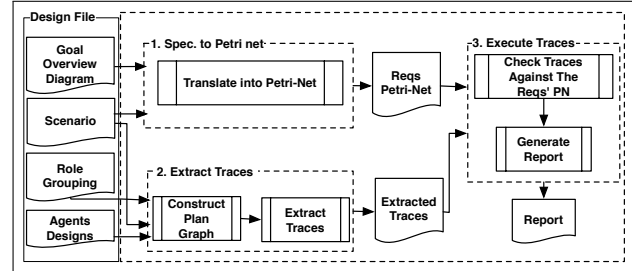 Design File
Goal
Overview
Diagram
Scenario
Role
Grouping
Agents
Designs
1. Spec. to Petri net
Translate into Petri-Net
Reqs
Petri-Net
2. Extract Traces
Construct
Plan
Graph
Extract
Traces
Extracted
Traces
3. Execute Traces
Check Traces
Against The
Reqs' PN
Generate
Report
Report